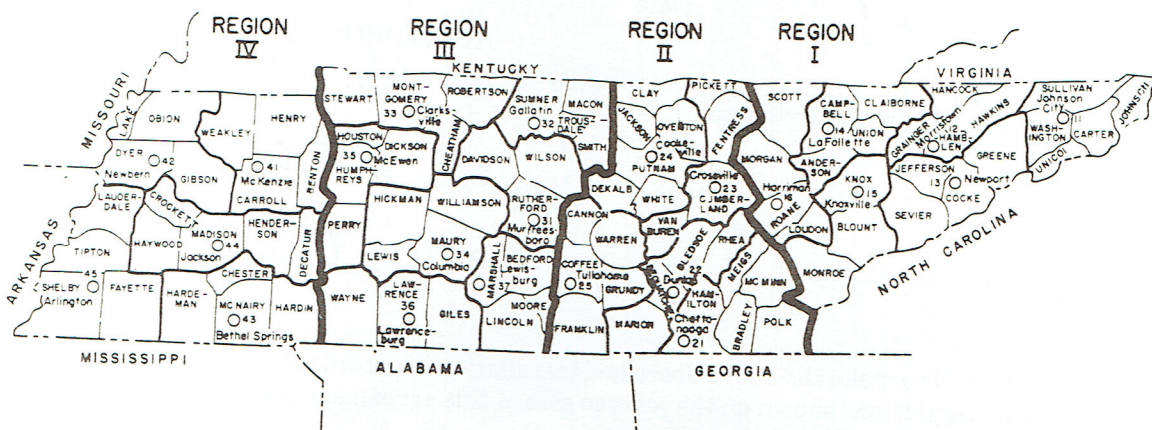 REGION IV
REGION III
REGION II
REGION I
MISSOURI
KENTUCKY
VIRGINIA
ARKANSAS
MISSISSIPPI
ALABAMA
GEORGIA
NORTH CAROLINA
LAKE
OBION
WEAKLEY
HENRY
DYER
42
Newbern
GIBSON
41
McKenzie
CARROLL
BENTON
LAUDER-
DALE
CROCKETT
HAYWOOD
MADISON
44
Jackson
HENDER-
SON
DECATUR
TIPTON
45
SHELBY
Arlington
FAYETTE
HARDE-
MAN
CHESTER
MCNAIRY
43
Bethel Springs
HARDIN
STEWART
MONT-
GOMERY
33
Clarks-
ville
ROBERTSON
SUMNER
Gallatin
32
MACON
TROUS-
DALE
SMITH
HOUSTON
35
McEwen
HUMPH-
REYS
DICKSON
CHEATHAM
DAVIDSON
WILSON
PERRY
HICKMAN
WILLIAMSON
RUTHER-
FORD
31
Murfrees-
boro
LEWIS
MAURY
34
Columbia
MARSHALL
BEDFORD
Lewis-
burg
37
WAYNE
LAW-
RENCE
36
Lawrence-
burg
GILES
MOORE
LINCOLN
CLAY
PICKETT
JACKSON
OVERTON
FENTRESS
Cooke-
ville
24
PUTNAM
Crossville
23
CUMBER-
LAND
DEKALB
WHITE
CANNON
WARREN
VAN
BUREN
BLEDSOE
RHEA
MEIGS
COFFEE
Tullahoma
25
GRUNDY
22
Dunlap
HAM-
ILTON
MC MINN
FRANKLIN
MARION
Chatta-
nooga
21
BRADLEY
POLK
SCOTT
CAMP-
BELL
14
LaFollette
CLAIBORNE
UNION
HANCOCK
GRAINGER
Morristown
12
HAMB-
LEN
HAWKINS
SULLIVAN
Johnson
City
11
JOHNSON
WASH-
INGTON
CARTER
UNICOI
GREENE
MORGAN
ANDER-
SON
Harriman
16
ROANE
KNOX
15
Knoxville
JEFFERSON
13
Newport
COCKE
SEVIER
LOUDON
BLOUNT
MONROE